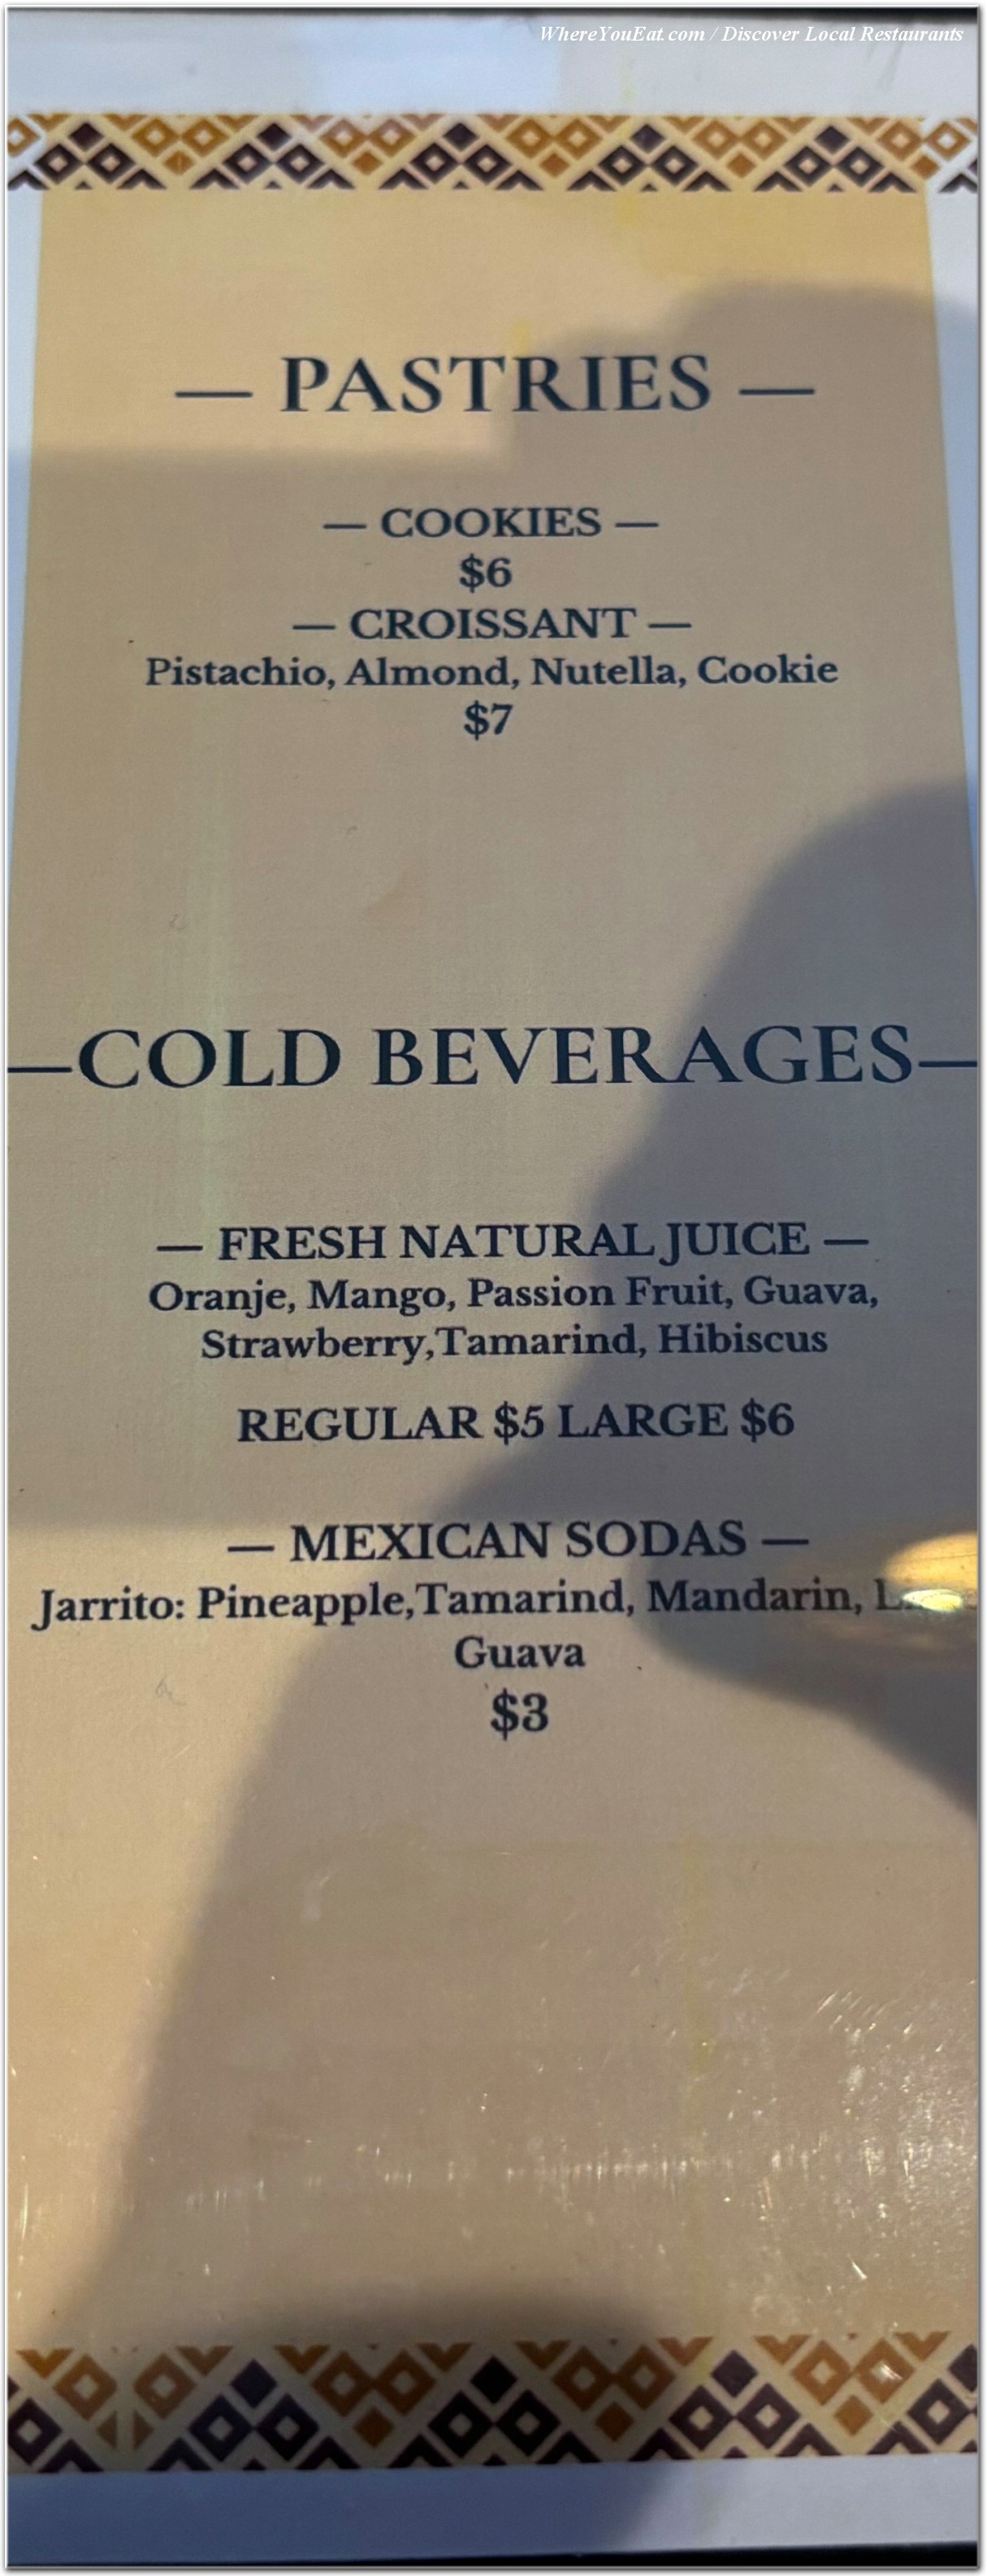 WhereYouEat.com / Discover Local Restaurants
— PASTRIES —
— COOKIES —
$6
— CROISSANT —
Pistachio, Almond, Nutella, Cookie
$7
—COLD BEVERAGES—
— FRESH NATURAL JUICE —
Oranje, Mango, Passion Fruit, Guava,
Strawberry,Tamarind, Hibiscus
REGULAR $5 LARGE $6
— MEXICAN SODAS —
Jarrito: Pineapple,Tamarind, Mandarin,
Guava
$3